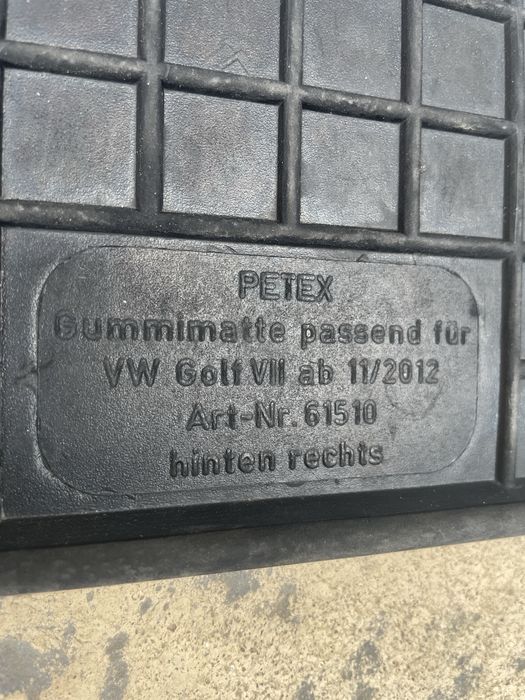 PETEX
Gummimatte passend für
VW Golf VII ab 11/2012
Art-Nr. 61510
hinten rechts